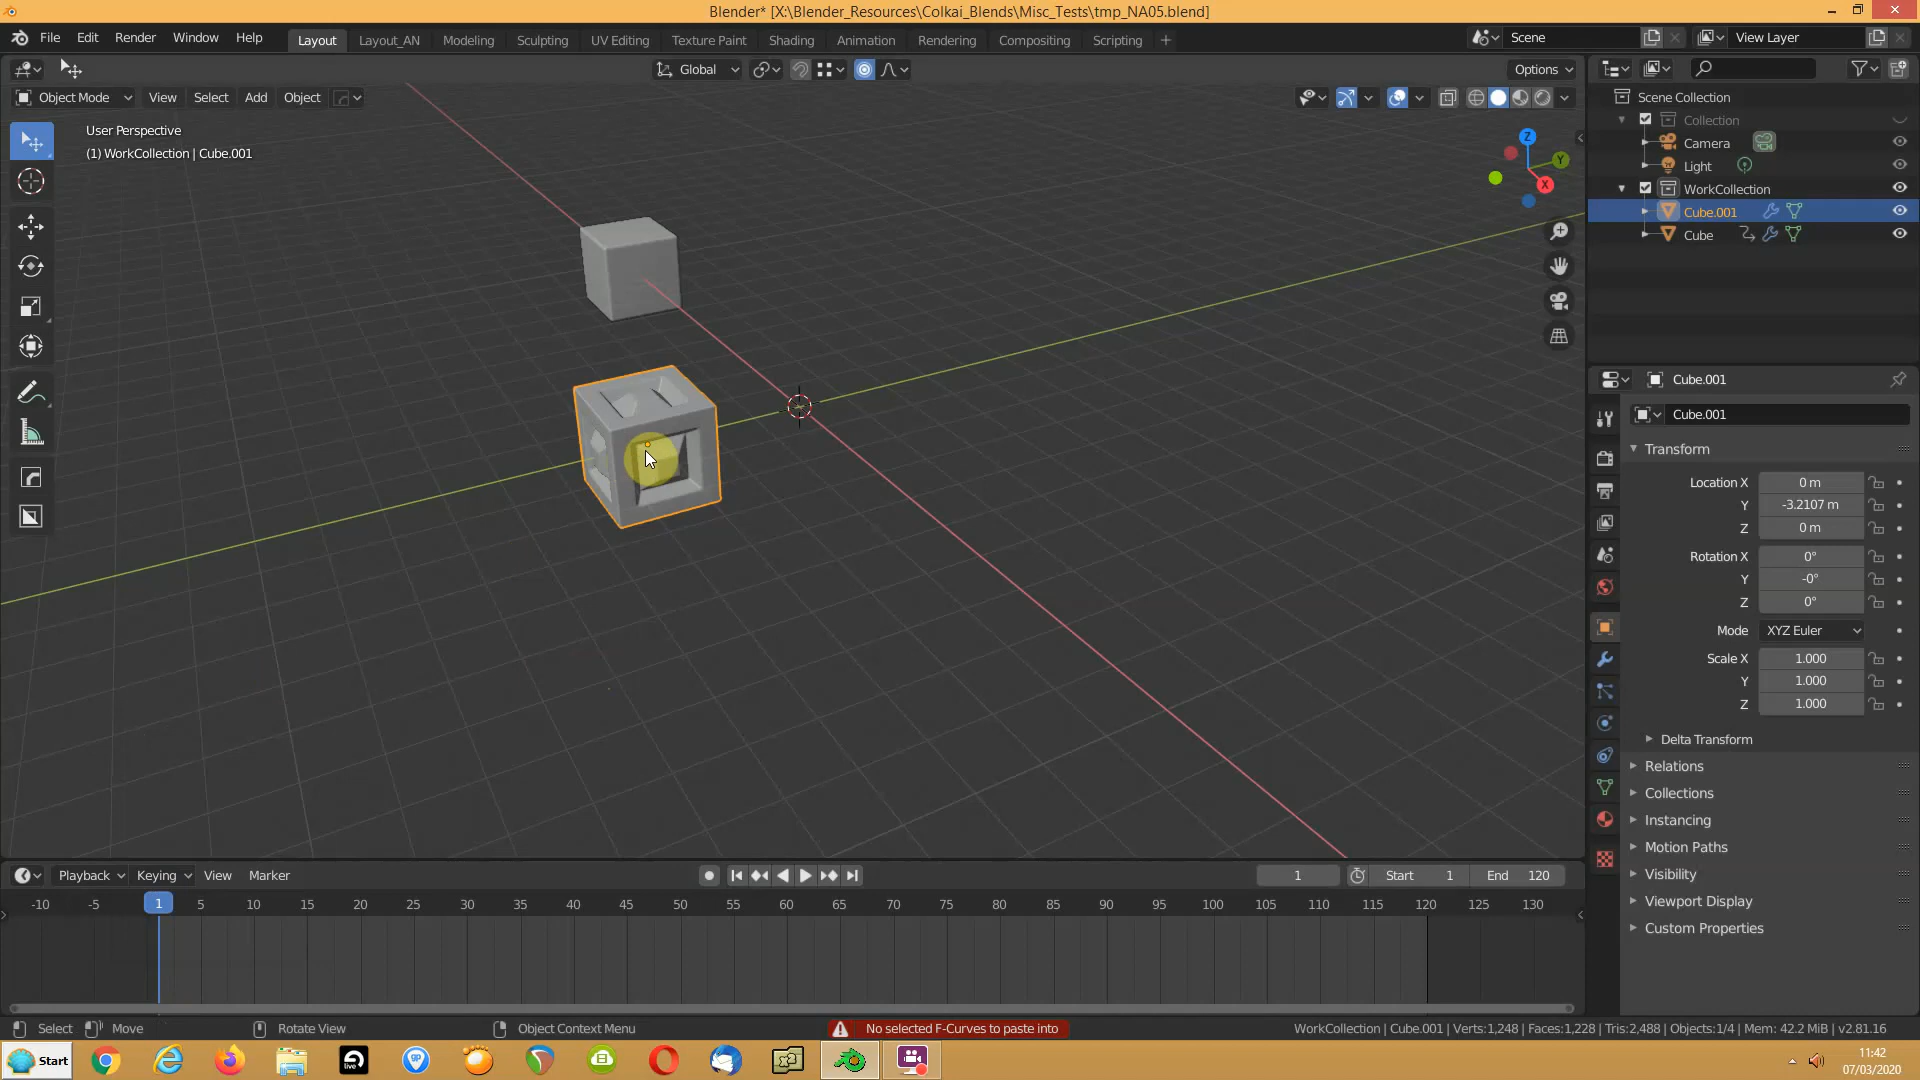 Blender* [X:\Blender_Resources\Colkai_Blends\Misc_Tests\tmp_NA05.blend]
File Edit Render Window Help Layout Layout_AN Modeling Sculpting UV Editing Texture Paint Shading Animation Rendering Compositing Scripting + Scene View Layer
Global Options
Object Mode View Select Add Object
User Perspective
(1) WorkCollection | Cube.001
Z
Y
X
Scene Collection
Collection
Camera
Light
WorkCollection
Cube.001
Cube
Cube.001
Cube.001
Transform
Location X 0 m
Y -3.2107 m
Z 0 m
Rotation X 0°
Y -0°
Z 0°
Mode XYZ Euler
Scale X 1.000
Y 1.000
Z 1.000
Delta Transform
Relations
Collections
Instancing
Motion Paths
Visibility
Viewport Display
Custom Properties
Playback Keying View Marker 1 Start 1 End 120
-10 -5 1 5 10 15 20 25 30 35 40 45 50 55 60 65 70 75 80 85 90 95 100 105 110 115 120 125 130
Select Move Rotate View Object Context Menu No selected F-Curves to paste into WorkCollection | Cube.001 | Verts:1,248 | Faces:1,228 | Tris:2,488 | Objects:1/4 | Mem: 42.2 MiB | v2.81.16
Start live gp
11:42
07/03/2020